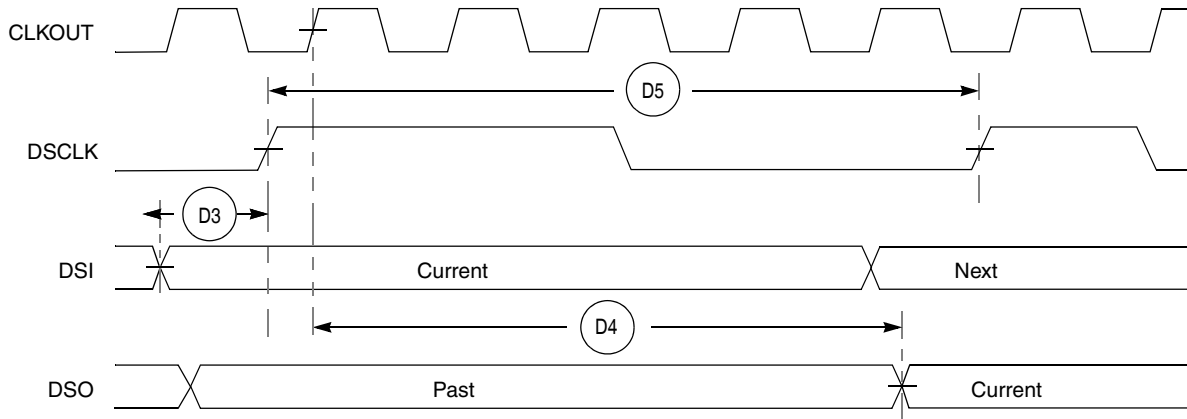 CLKOUT
D5
DSCLK
D3
DSI
Current
Next
D4
DSO
Past
Current